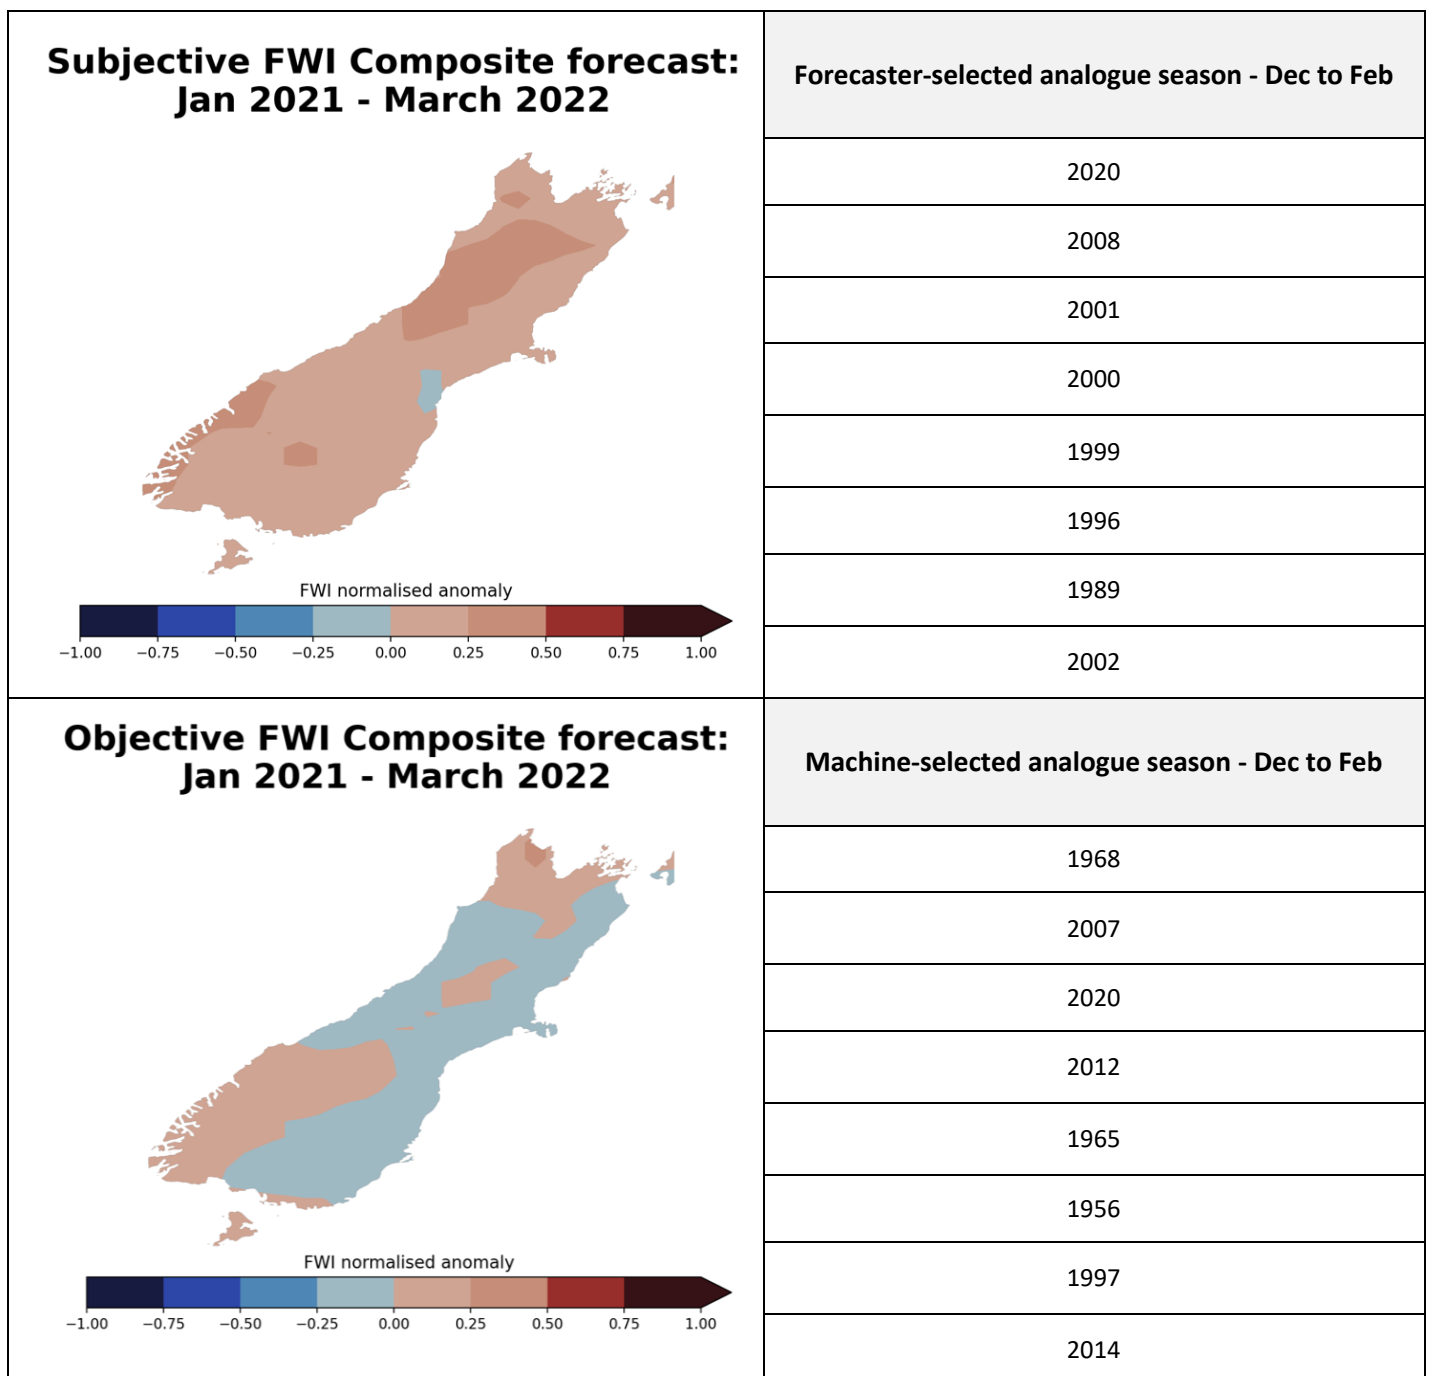 Subjective FWI Composite forecast:
Jan 2021 - March 2022
FWI normalised anomaly
−1.00 −0.75 −0.50 −0.25 0.00 0.25 0.50 0.75 1.00
Forecaster-selected analogue season - Dec to Feb
2020
2008
2001
2000
1999
1996
1989
2002
Objective FWI Composite forecast:
Jan 2021 - March 2022
FWI normalised anomaly
−1.00 −0.75 −0.50 −0.25 0.00 0.25 0.50 0.75 1.00
Machine-selected analogue season - Dec to Feb
1968
2007
2020
2012
1965
1956
1997
2014